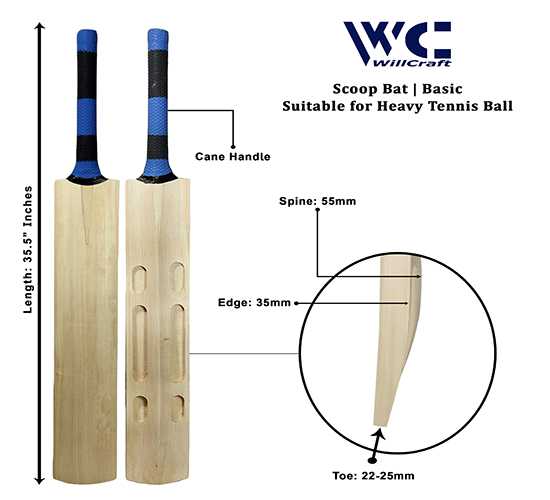 WC
WillCraft
Scoop Bat | Basic
Suitable for Heavy Tennis Ball
Cane Handle
Length: 35.5" Inches
Spine: 55mm
Edge: 35mm
Toe: 22-25mm